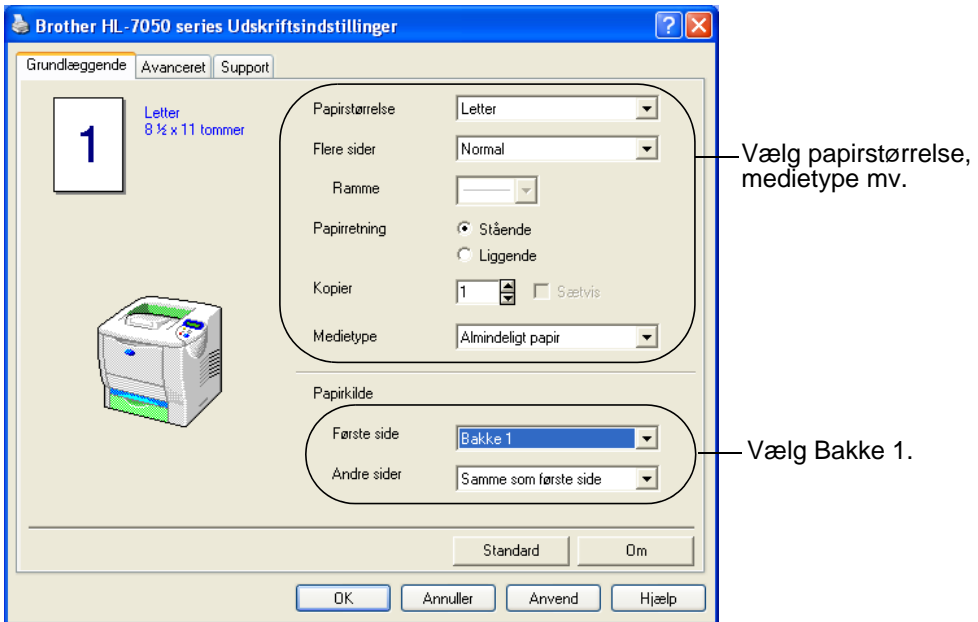 Brother HL-7050 series Udskriftsindstillinger
Grundlæggende Avanceret Support
1
Letter
8 ½ x 11 tommer
Papirstørrelse Letter
Flere sider Normal
Ramme
Papirretning Stående
Liggende
Kopier 1 Sætvis
Medietype Almindeligt papir
Vælg papirstørrelse,
medietype mv.
Papirkilde
Første side Bakke 1
Andre sider Samme som første side
Vælg Bakke 1.
Standard Om
OK Annuller Anvend Hjælp